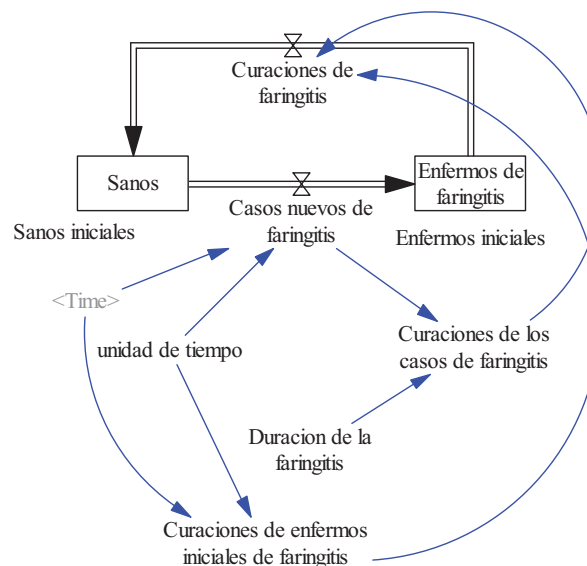 Curaciones de
faringitis
Sanos
Enfermos de
faringitis
Sanos iniciales
Casos nuevos de
faringitis
Enfermos iniciales
<Time>
unidad de tiempo
Curaciones de los
casos de faringitis
Duracion de la
faringitis
Curaciones de enfermos
iniciales de faringitis